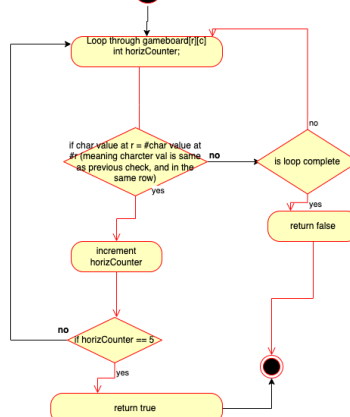 Loop through gameboard[r][c]
int horizCounter;
no
if char value at r = #char value at
#r (meaning charcter val is same
as previous check, and in the
same row)
no
is loop complete
yes
yes
increment
horizCounter
return false
no
if horizCounter == 5
yes
return true